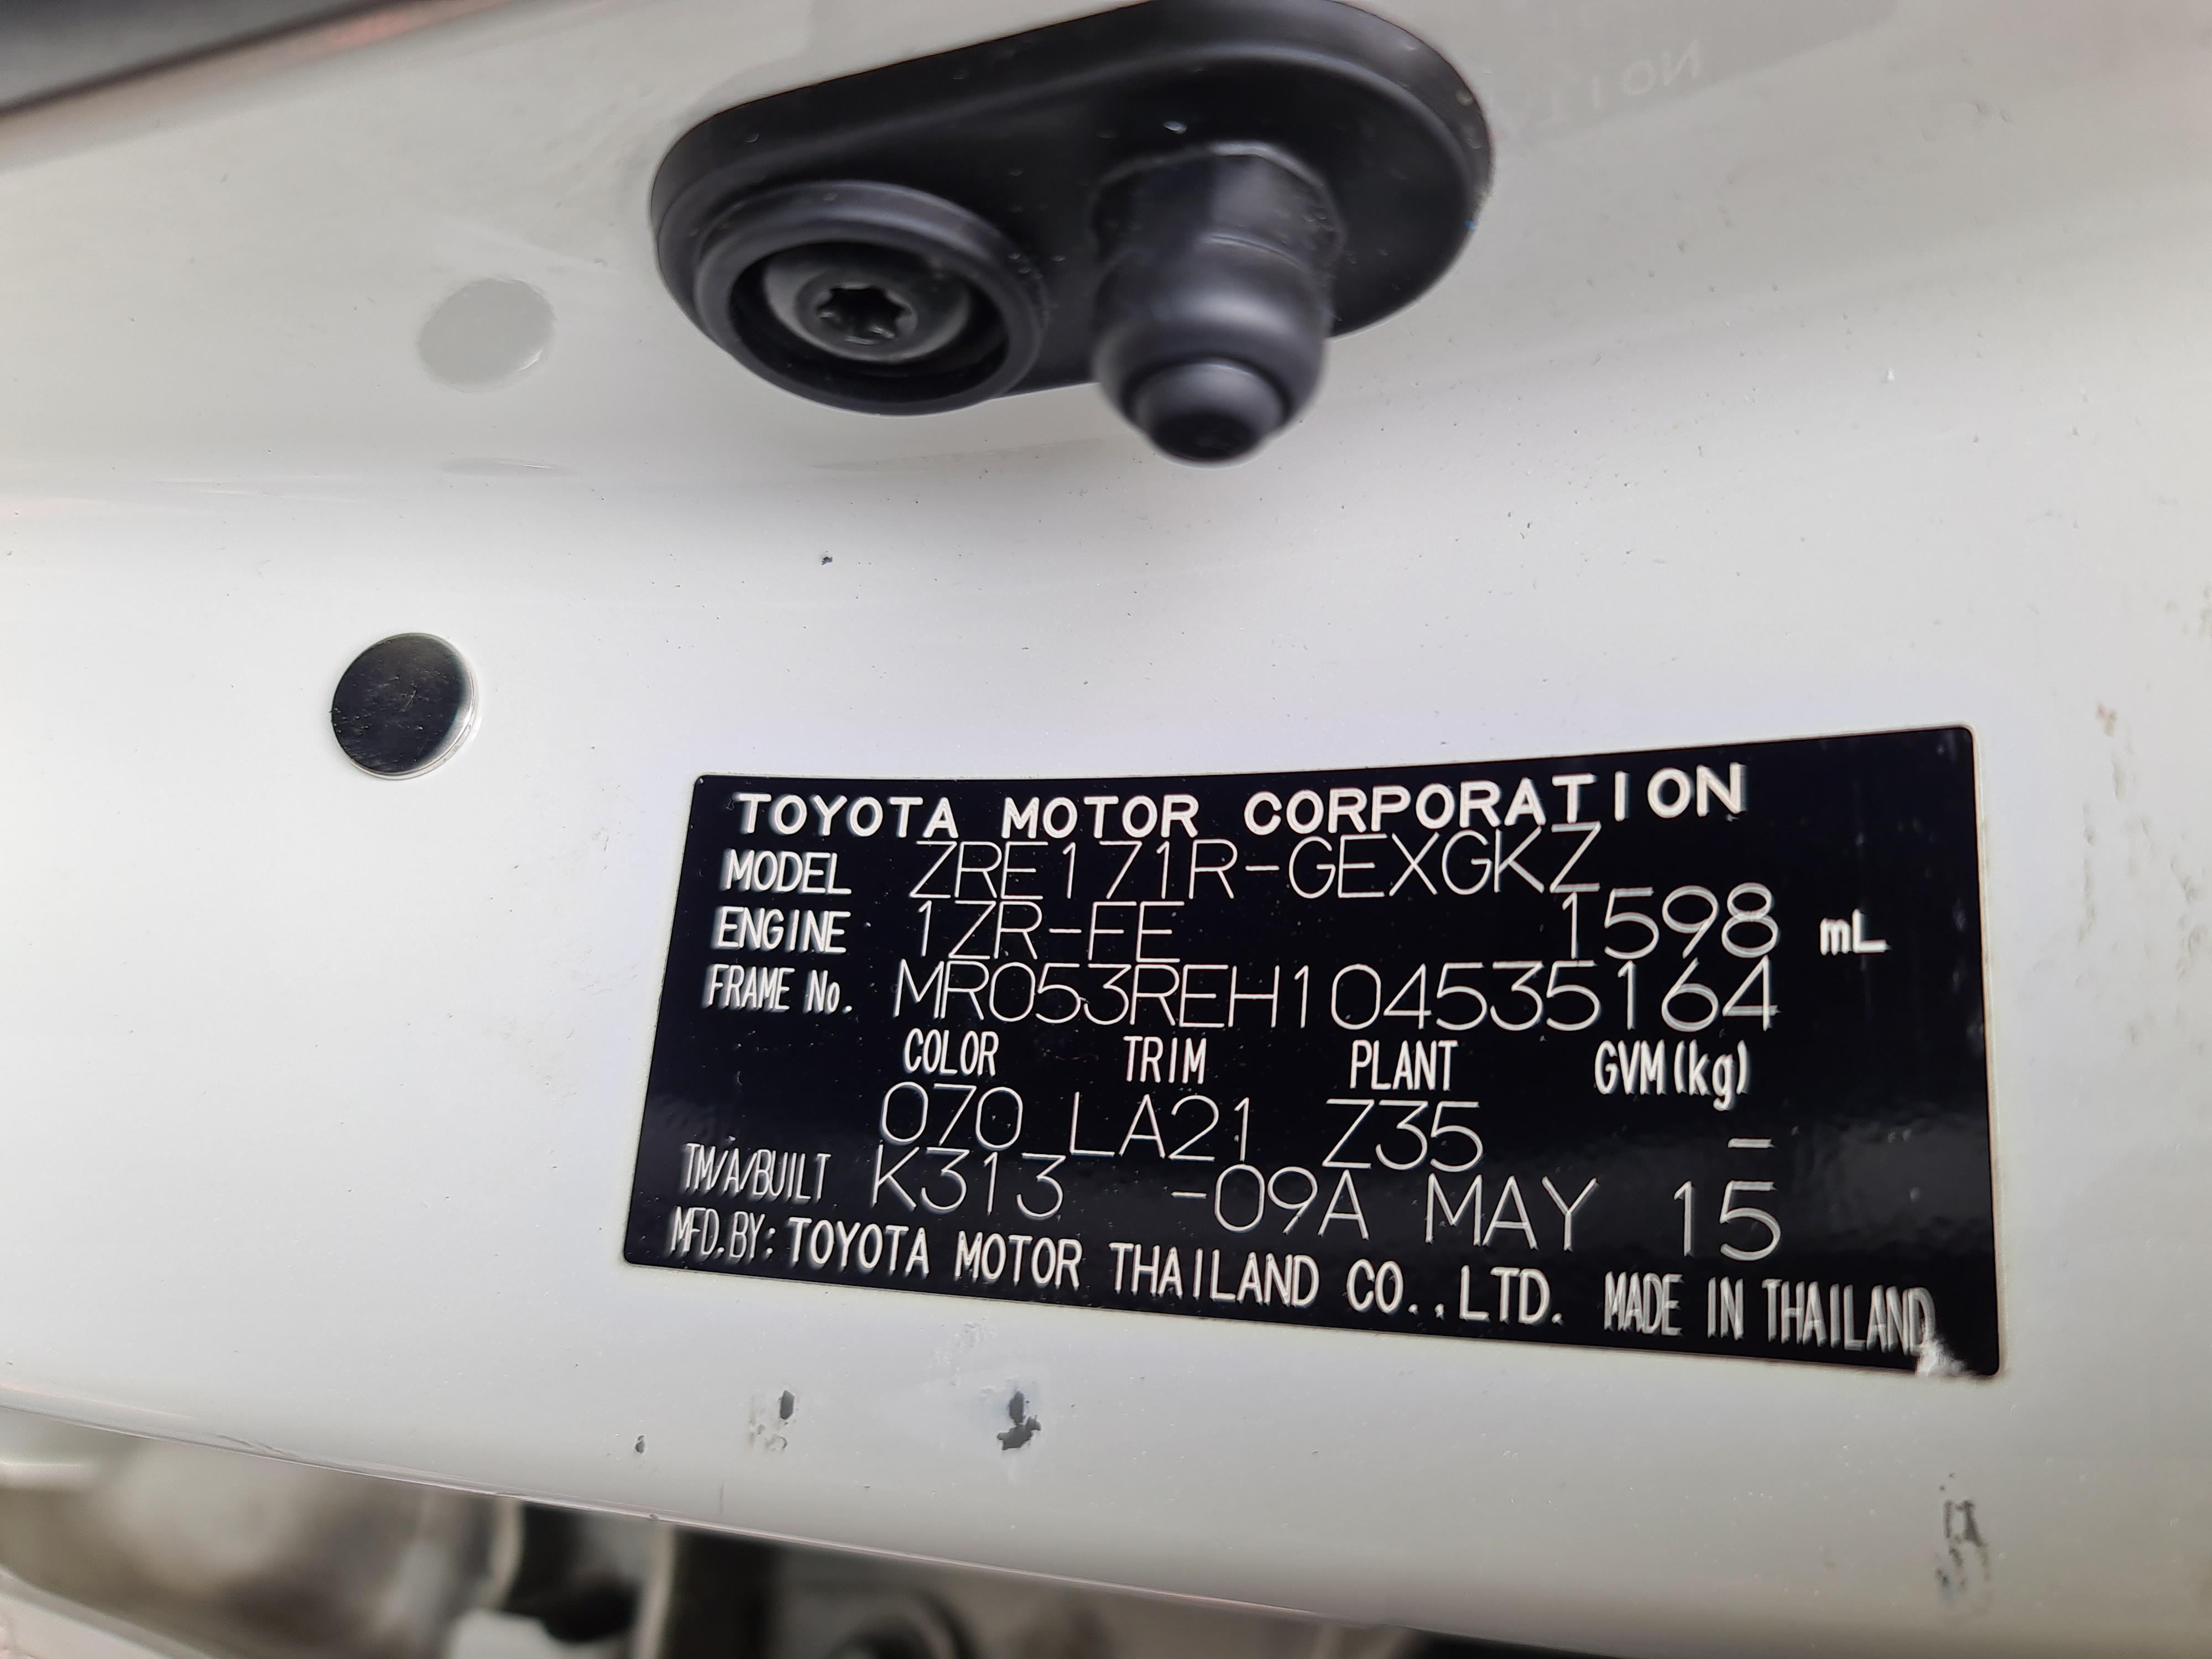 TOYOTA MOTOR CORPORATION
MODEL ZRE171R-GEXGKZ
ENGINE 1ZR-FE 1598 mL
FRAME No. MR053REH104535164
COLOR TRIM PLANT GVM(kg)
070 LA21 Z35 -
TM/A/BUILT K313 -09A MAY 15
MFD.BY: TOYOTA MOTOR THAILAND CO.,LTD. MADE IN THAILAND